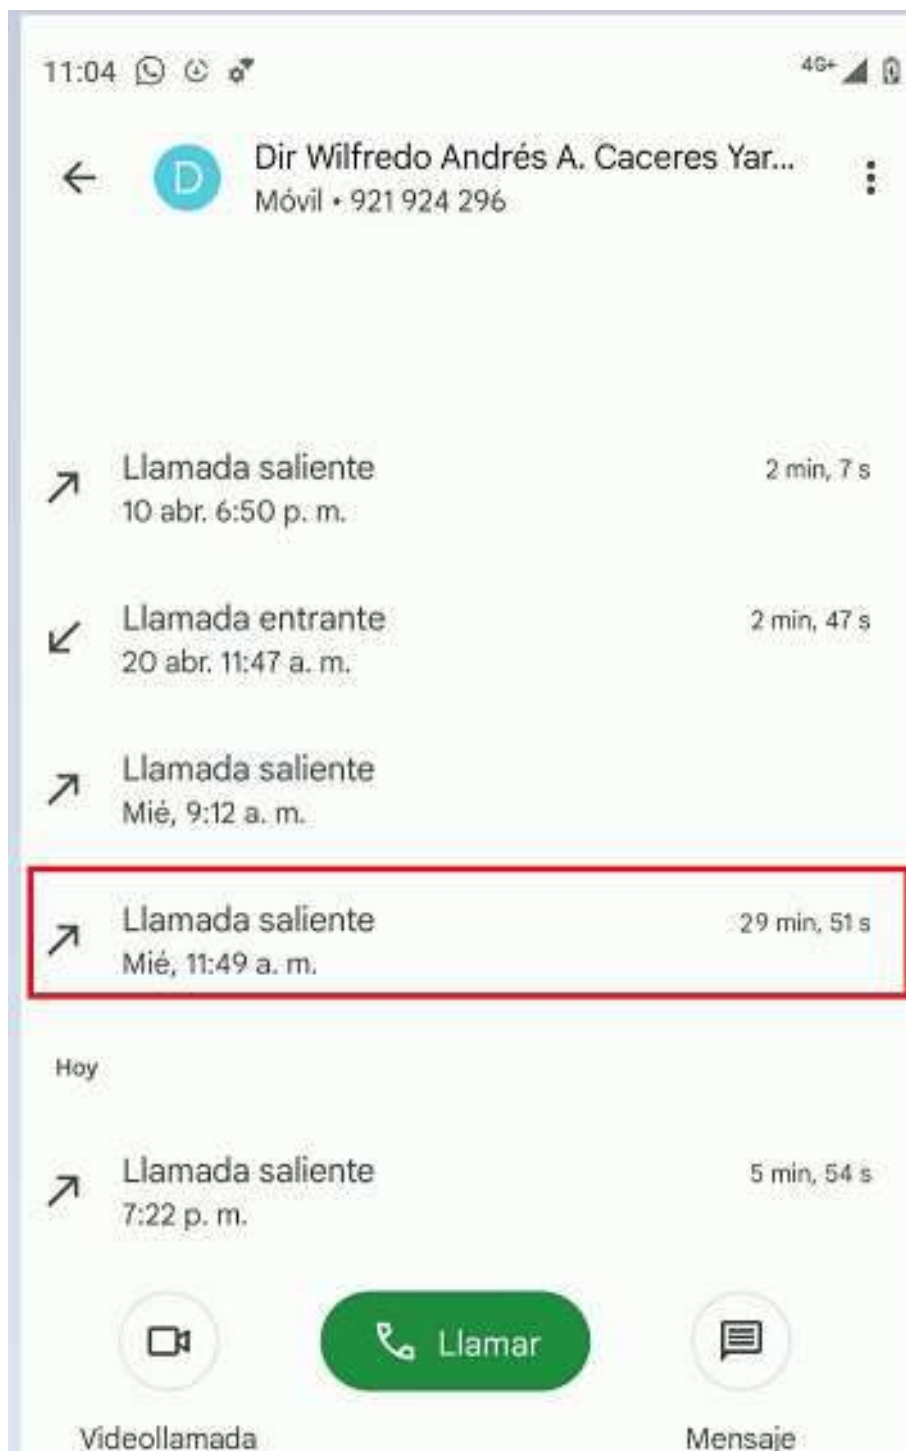 11:04
4G+
D
Dir Wilfredo Andrés A. Caceres Yar...
Móvil • 921 924 296
Llamada saliente 2 min, 7 s
10 abr. 6:50 p. m.
Llamada entrante 2 min, 47 s
20 abr. 11:47 a. m.
Llamada saliente
Mié, 9:12 a. m.
Llamada saliente 29 min, 51 s
Mié, 11:49 a. m.
Hoy
Llamada saliente 5 min, 54 s
7:22 p. m.
Llamar
Videollamada Mensaje